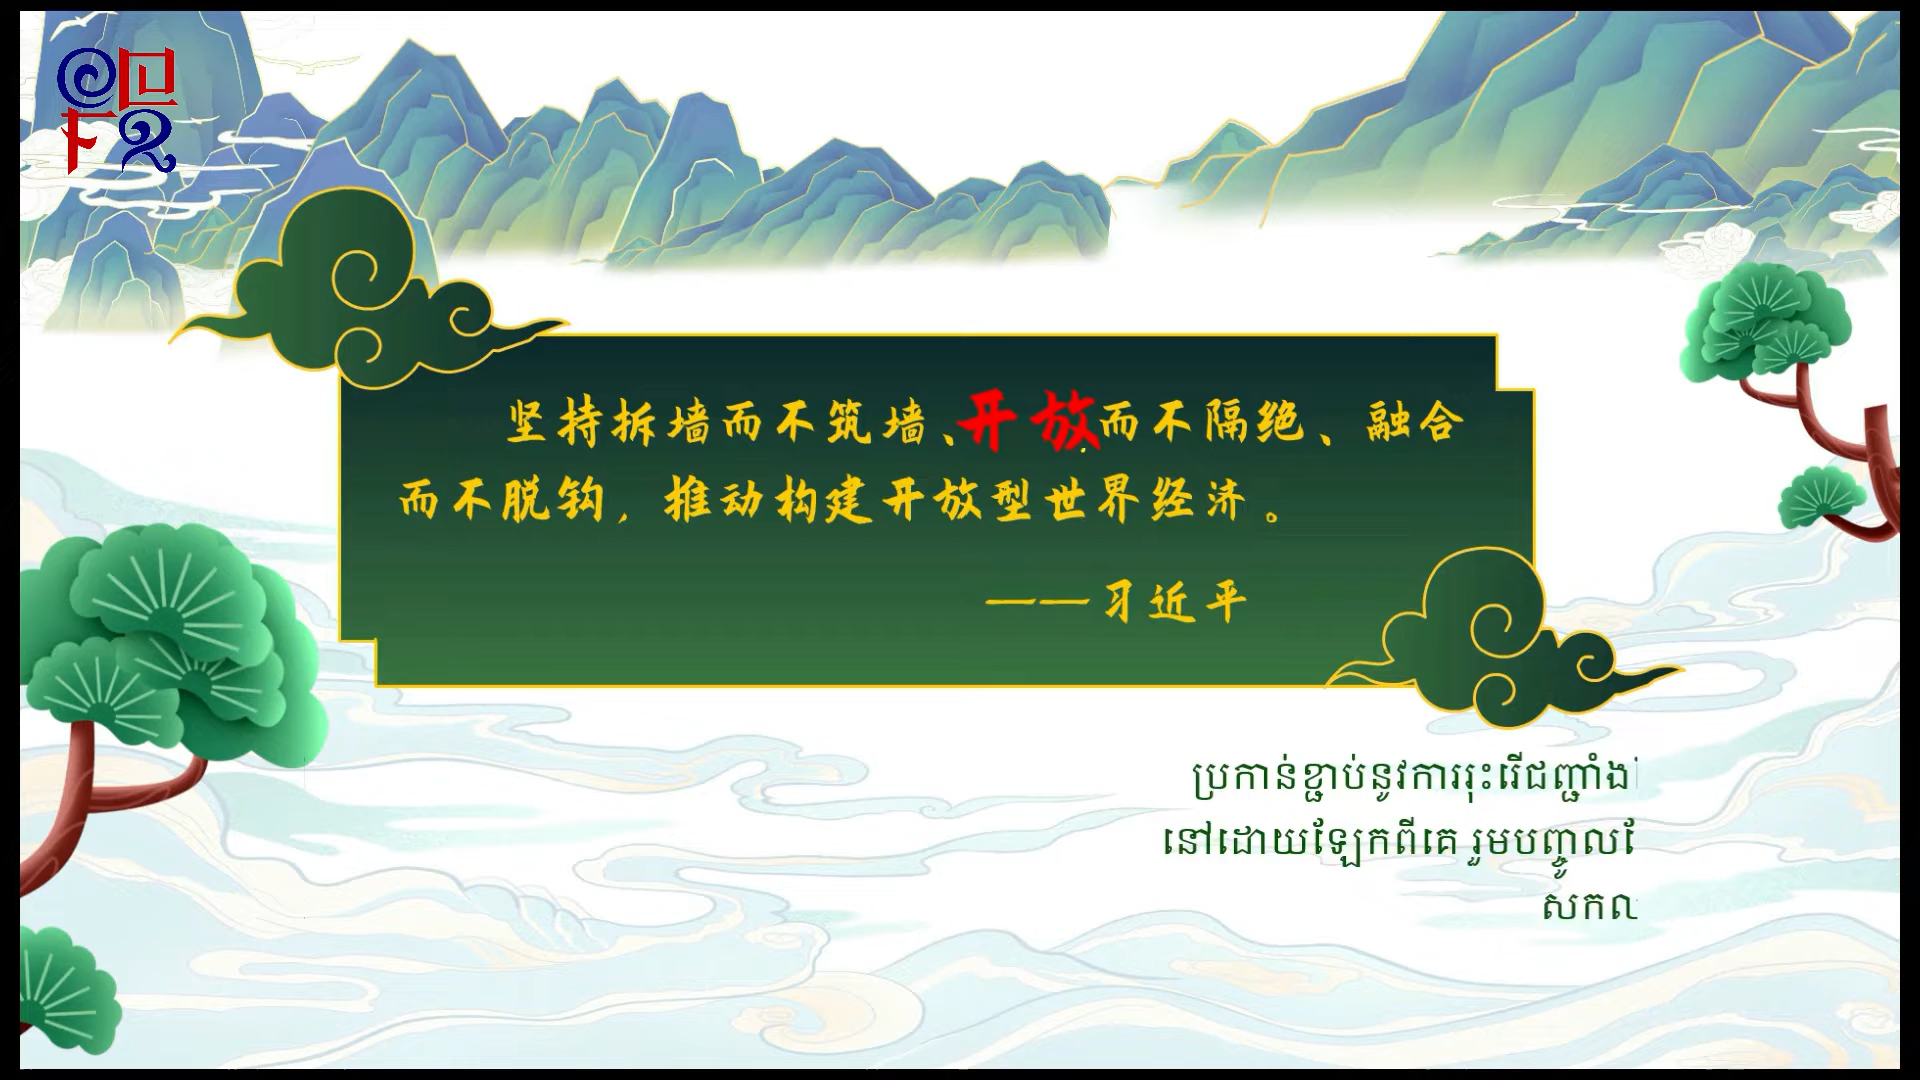 坚持拆墙而不筑墙、开放而不隔绝、融合
而不脱钩，推动构建开放型世界经济。
——习近平
ប្រកាន់ខ្ជាប់នូវការរុះរើជញ្ជាំង
នៅដោយឡែកពីគេ រួមបញ្ចូល
សកល